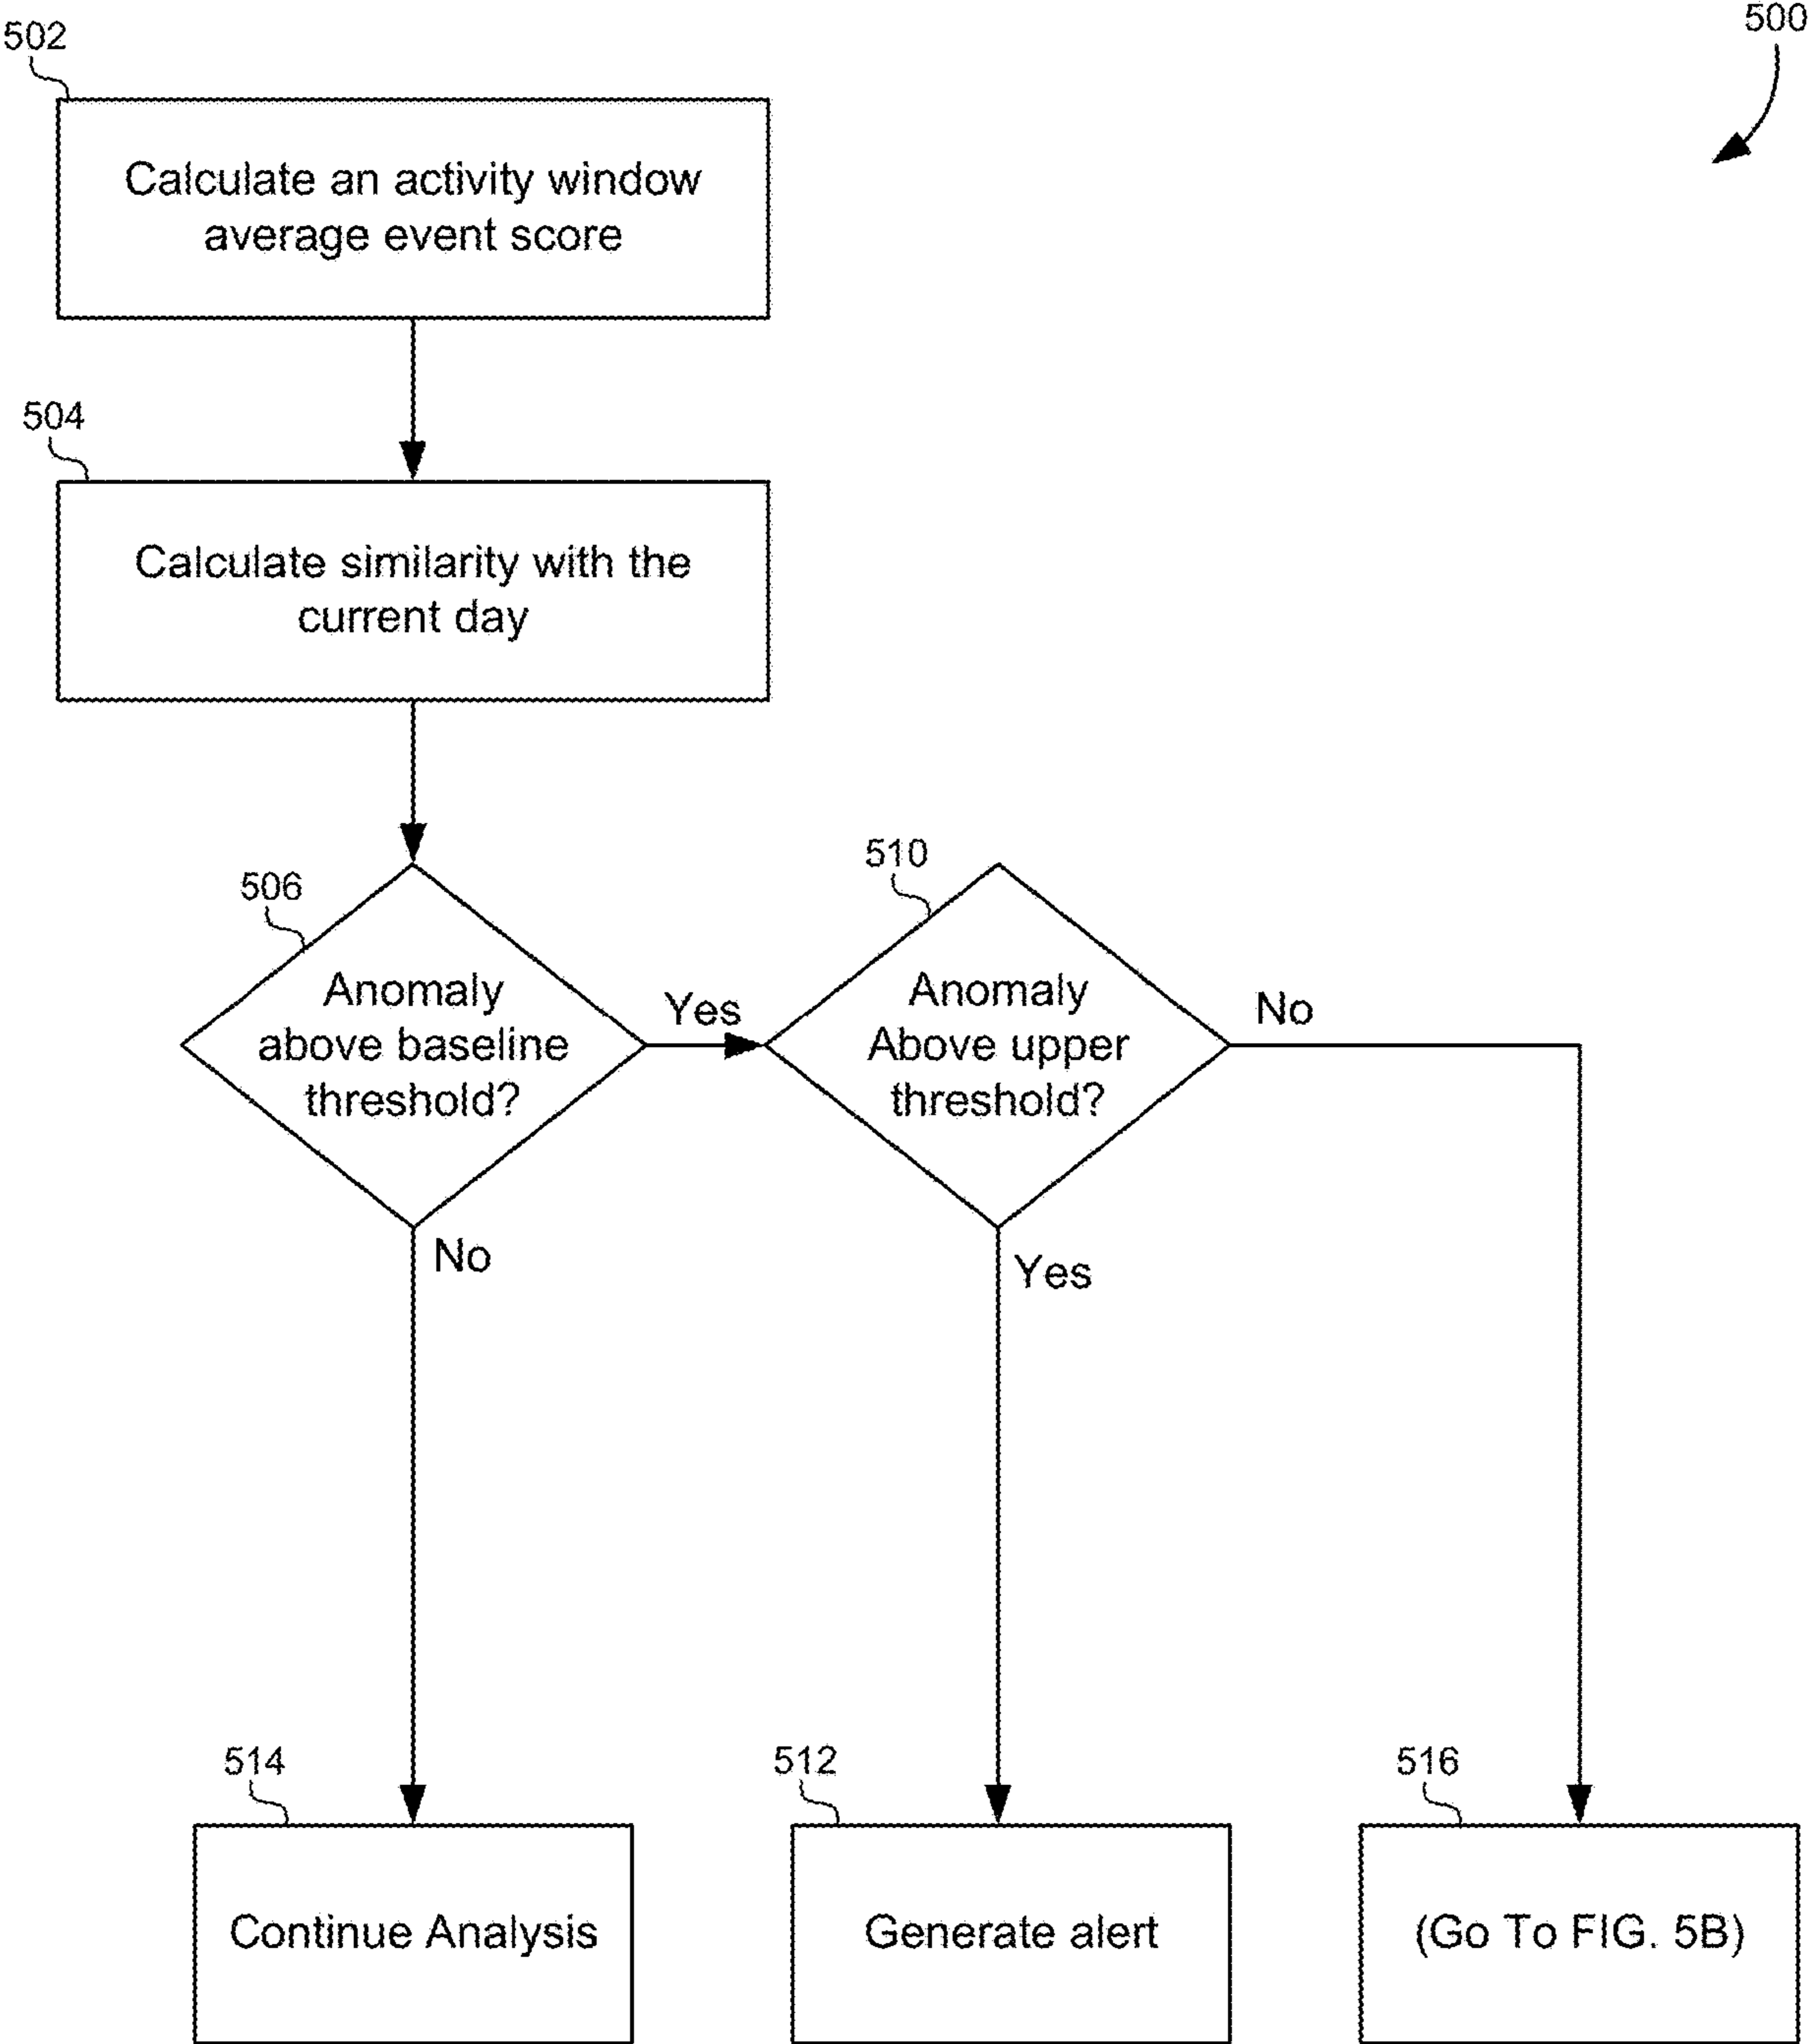 500
502
Calculate an activity window
average event score
504
Calculate similarity with the
current day
506
Anomaly
above baseline
threshold?
Yes
510
Anomaly
Above upper
threshold?
No
No
Yes
514
Continue Analysis
512
Generate alert
516
(Go To FIG. 5B)